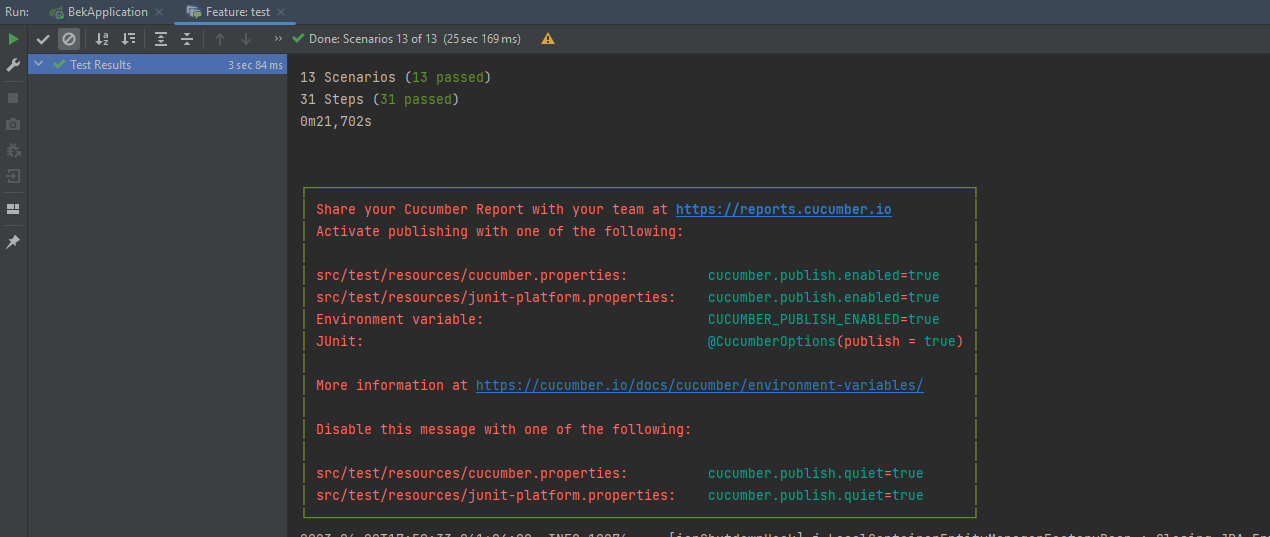 Run: BekApplication Feature: test
Done: Scenarios 13 of 13 (25 sec 169 ms)
Test Results 3 sec 84 ms
13 Scenarios (13 passed)
31 Steps (31 passed)
0m21,702s
Share your Cucumber Report with your team at https://reports.cucumber.io
Activate publishing with one of the following:
src/test/resources/cucumber.properties: cucumber.publish.enabled=true
src/test/resources/junit-platform.properties: cucumber.publish.enabled=true
Environment variable: CUCUMBER_PUBLISH_ENABLED=true
JUnit: @CucumberOptions(publish = true)
More information at https://cucumber.io/docs/cucumber/environment-variables/
Disable this message with one of the following:
src/test/resources/cucumber.properties: cucumber.publish.quiet=true
src/test/resources/junit-platform.properties: cucumber.publish.quiet=true